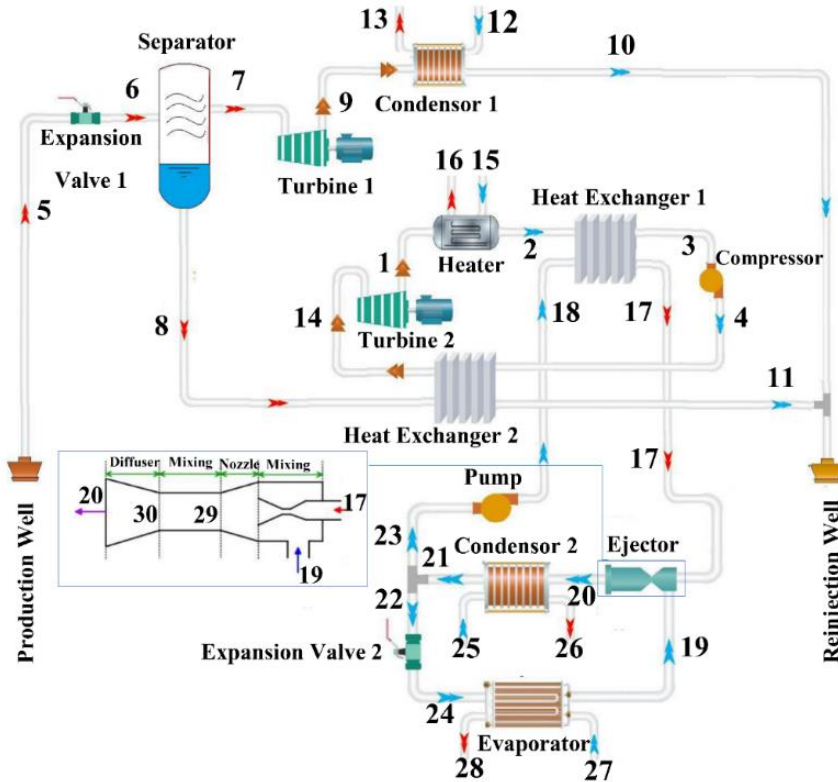 13
12
Separator
10
6
7
9
Condensor 1
Expansion
Valve 1
Turbine 1
16
15
Heat Exchanger 1
5
1
2
3
Heater
Compressor
8
14
18
17
4
Turbine 2
11
Heat Exchanger 2
Diffuser
Mixing
Nozzle
Mixing
Pump
17
20
30
29
17
23
21
Condensor 2
Ejector
19
22
20
Production Well
Reinjection Well
Expansion Valve 2
25
26
19
24
Evaporator
28
27